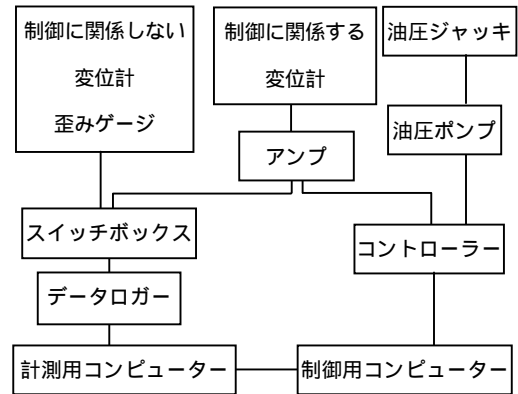 制御に関係しない
変位計
歪みゲージ
制御に関係する
変位計
油圧ジャッキ
油圧ポンプ
アンプ
スイッチボックス
コントローラー
データロガー
計測用コンピューター
制御用コンピューター